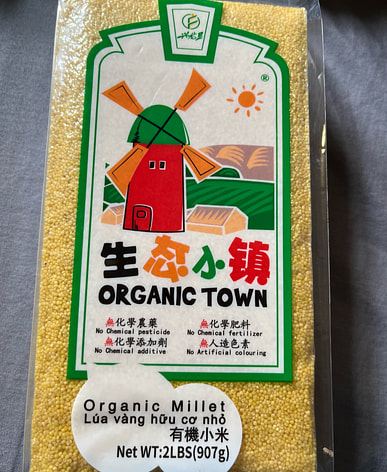 ®
生态小镇
ORGANIC TOWN
無化學農藥 無化學肥料
No Chemical pesticide No Chemical fertilizer
無化學添加劑 無人造色素
No Chemical additive No Artificial colouring
Organic Millet
Lúa vàng hữu cơ nhỏ
有機小米
Net WT:2LBS(907g)